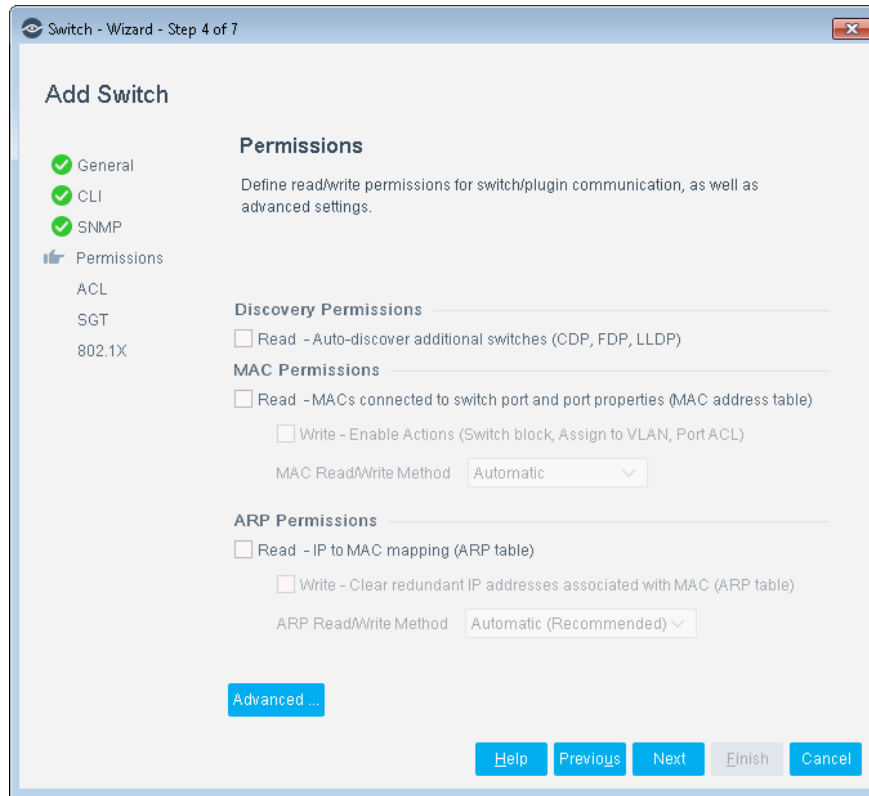 Switch - Wizard - Step 4 of 7
Add Switch
General
CLI
SNMP
Permissions
ACL
SGT
802.1X
Permissions
Define read/write permissions for switch/plugin communication, as well as
advanced settings.
Discovery Permissions
Read - Auto-discover additional switches (CDP, FDP, LLDP)
MAC Permissions
Read - MACs connected to switch port and port properties (MAC address table)
Write - Enable Actions (Switch block, Assign to VLAN, Port ACL)
MAC Read/Write Method Automatic
ARP Permissions
Read - IP to MAC mapping (ARP table)
Write - Clear redundant IP addresses associated with MAC (ARP table)
ARP Read/Write Method Automatic (Recommended)
Advanced ...
Help Previous Next Finish Cancel